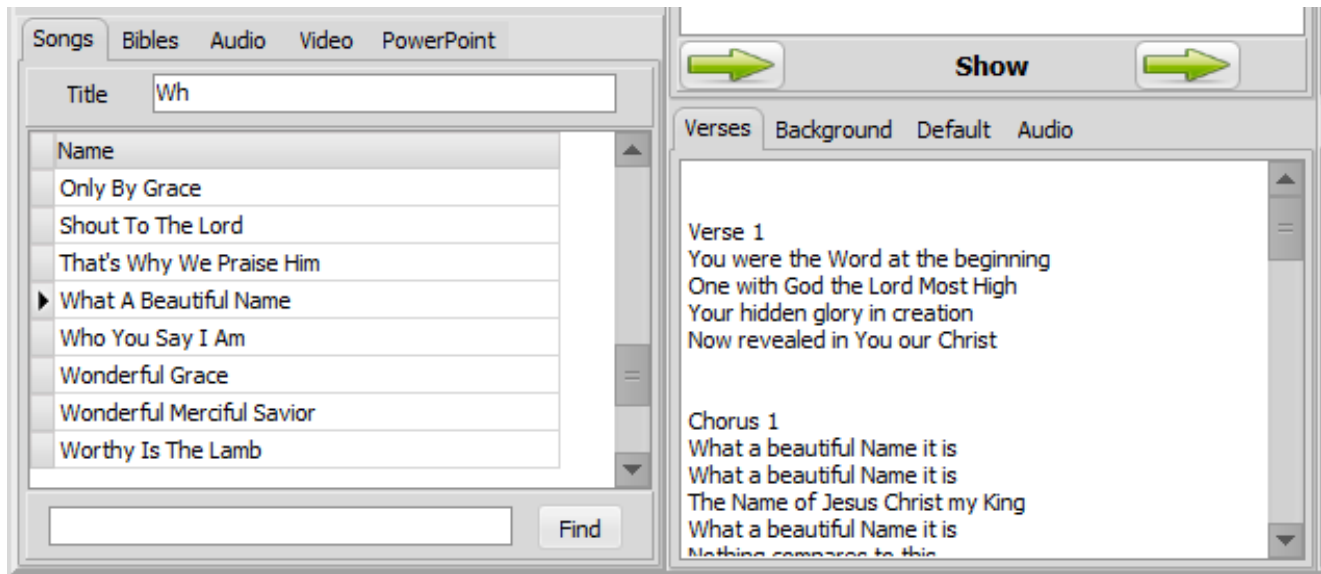 Songs Bibles Audio Video PowerPoint
Title Wh
Name
Only By Grace
Shout To The Lord
That's Why We Praise Him
What A Beautiful Name
Who You Say I Am
Wonderful Grace
Wonderful Merciful Savior
Worthy Is The Lamb
Find
Show
Verses Background Default Audio
Verse 1
You were the Word at the beginning
One with God the Lord Most High
Your hidden glory in creation
Now revealed in You our Christ
Chorus 1
What a beautiful Name it is
What a beautiful Name it is
The Name of Jesus Christ my King
What a beautiful Name it is
Nothing compares to this